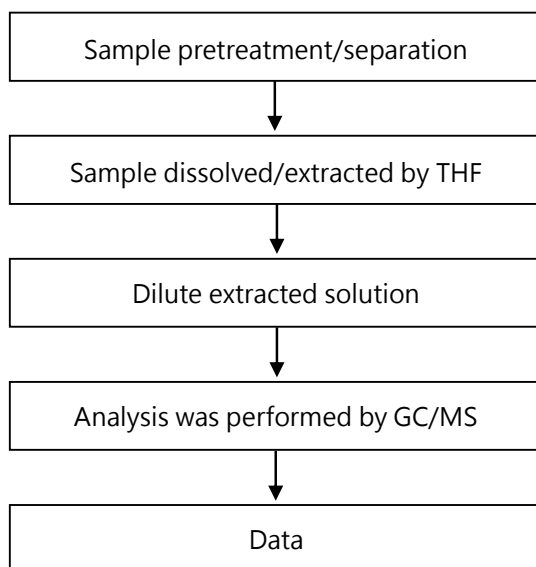 Sample pretreatment/separation
Sample dissolved/extracted by THF
Dilute extracted solution
Analysis was performed by GC/MS
Data